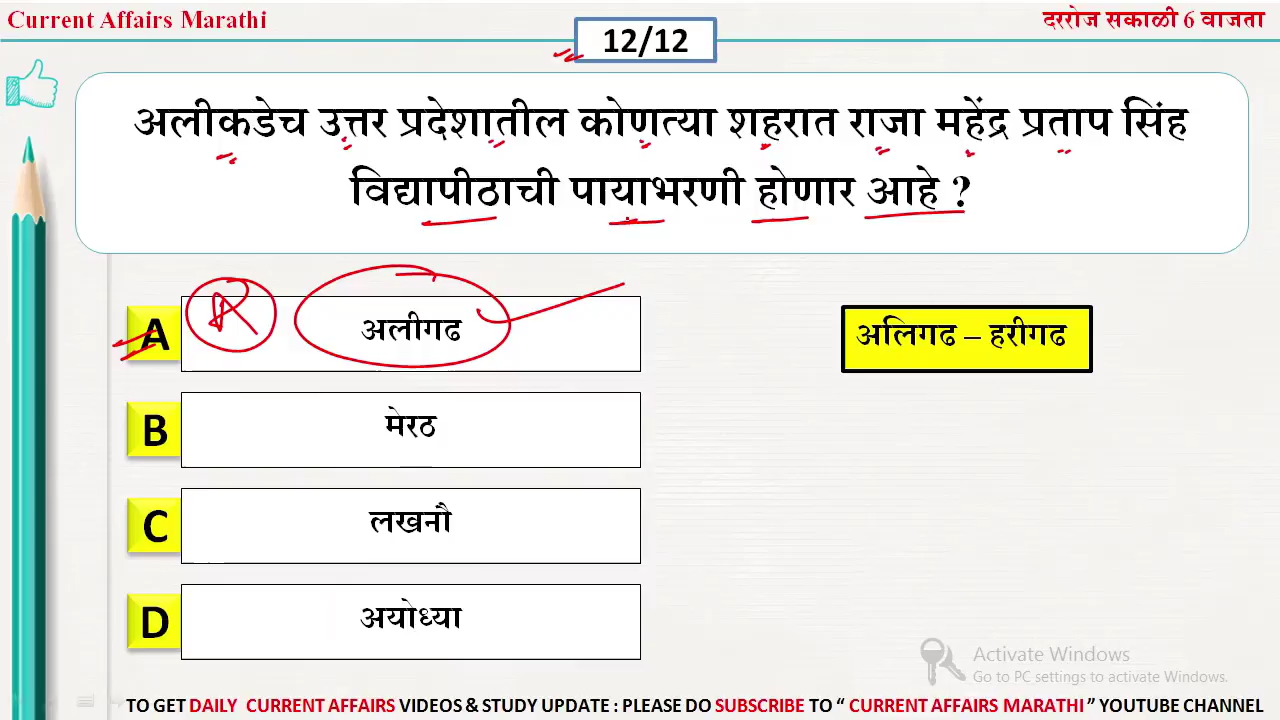 Current Affairs Marathi
दररोज सकाळी 6 वाजता
12/12
अलीकडेच उत्तर प्रदेशातील कोणत्या शहरात राजा महेंद्र प्रताप सिंह
विद्यापीठाची पायाभरणी होणार आहे ?
A
A
अलीगढ
अलिगढ – हरीगढ
B
मेरठ
C
लखनौ
D
अयोध्या
Activate Windows
Go to PC settings to activate Windows.
TO GET DAILY CURRENT AFFAIRS VIDEOS & STUDY UPDATE : PLEASE DO SUBSCRIBE TO “ CURRENT AFFAIRS MARATHI ” YOUTUBE CHANNEL